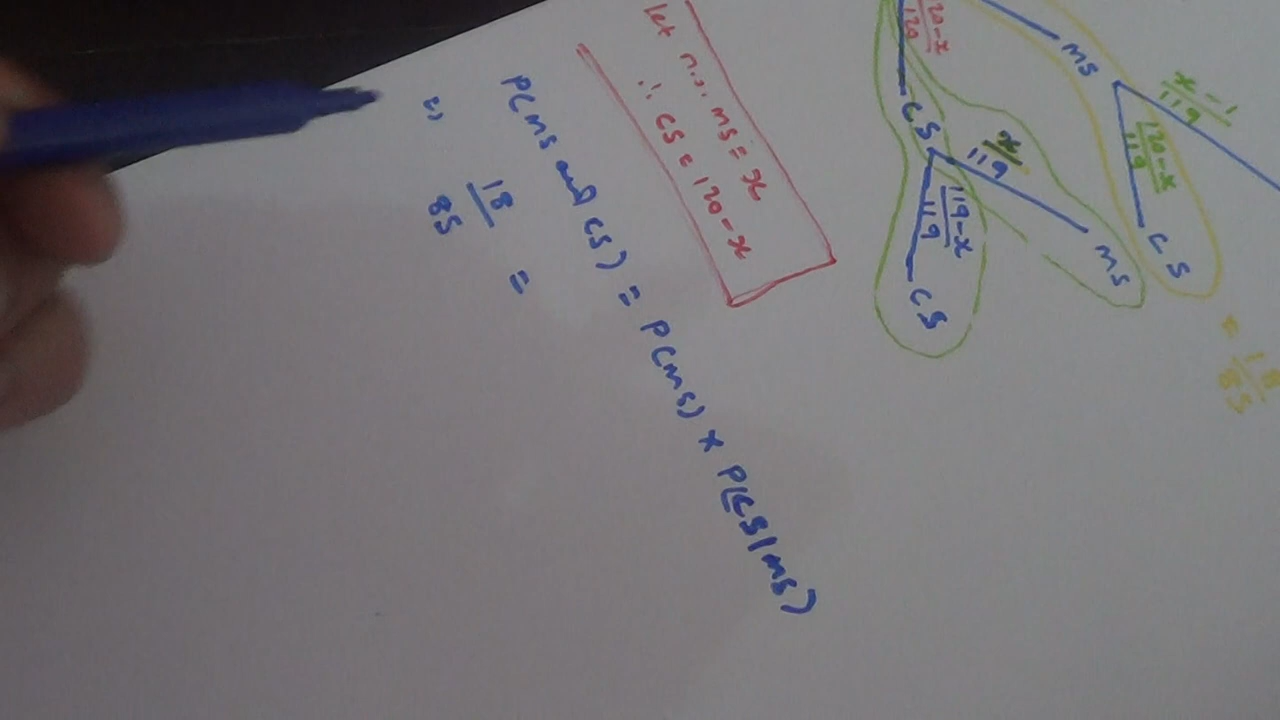 120-x
120
MS
x-1
119
120-x
119
CS
CS
x
119
MS
119-x
119
CS
= 18
85
let no. MS = x
∴ CS = 120-x
P(MS and CS) = P(MS) x P(CS|MS)
=) 18
85 =